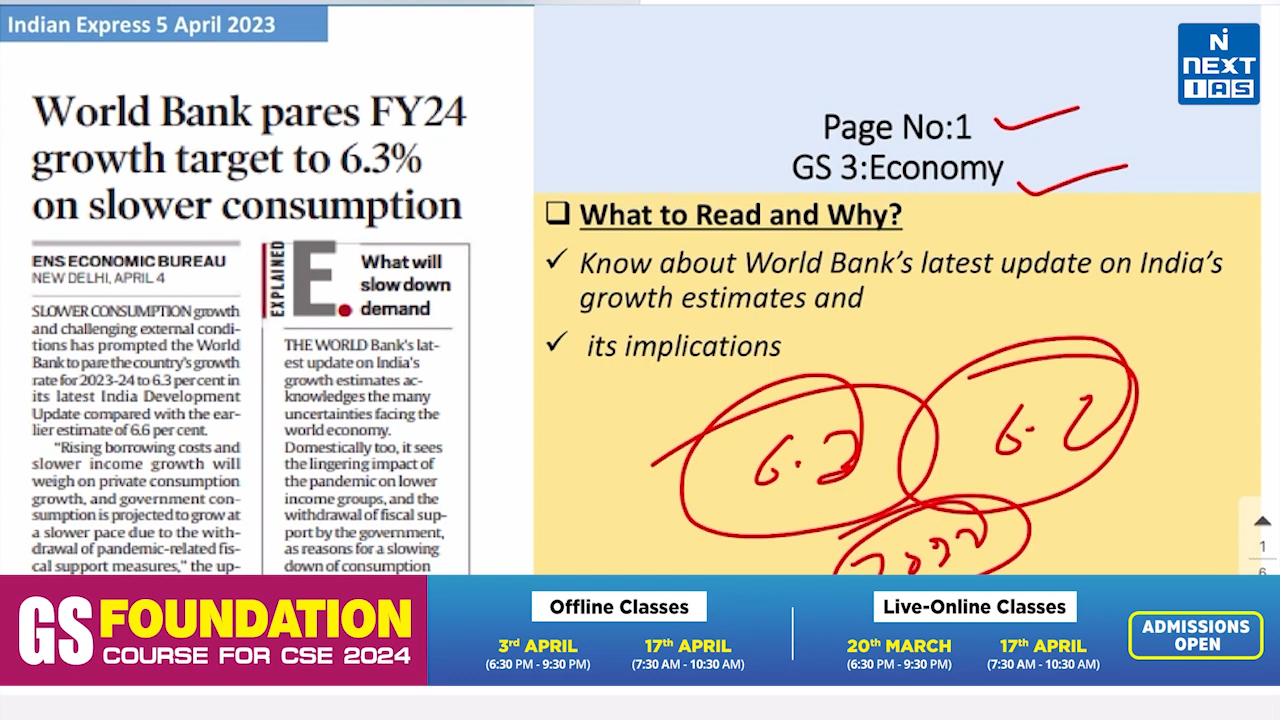 Indian Express 5 April 2023
World Bank pares FY24
growth target to 6.3%
on slower consumption
ENS ECONOMIC BUREAU
NEW DELHI, APRIL 4
SLOWER CONSUMPTION growth
and challenging external condi-
tions has prompted the World
Bank to pare the country's growth
rate for 2023-24 to 6.3 per cent in
its latest India Development
Update compared with the ear-
lier estimate of 6.6 per cent.
"Rising borrowing costs and
slower income growth will
weigh on private consumption
growth, and government con-
sumption is projected to grow at
a slower pace due to the with-
drawal of pandemic-related fis-
cal support measures," the up-
EXPLAINED
E.
What will
slow down
demand
THE WORLD Bank's lat-
est update on India's
growth estimates ac-
knowledges the many
uncertainties facing the
world economy.
Domestically too, it sees
the lingering impact of
the pandemic on lower
income groups, and the
withdrawal of fiscal sup-
port by the government,
as reasons for a slowing
down of consumption
NEXT
IAS
Page No:1
GS 3:Economy
What to Read and Why?
Know about World Bank's latest update on India's
growth estimates and
its implications
1
6
GS FOUNDATION
COURSE FOR CSE 2024
Offline Classes
3rd APRIL
(6:30 PM - 9:30 PM)
17th APRIL
(7:30 AM - 10:30 AM)
Live-Online Classes
20th MARCH
(6:30 PM - 9:30 PM)
17th APRIL
(7:30 AM - 10:30 AM)
ADMISSIONS
OPEN